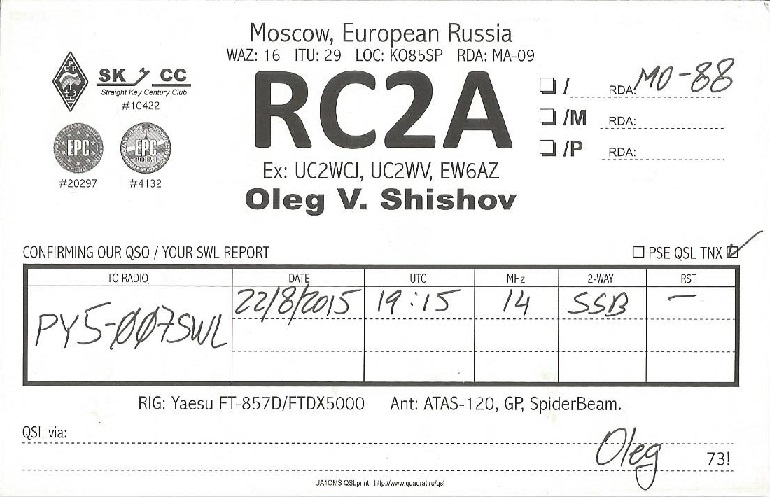 Moscow, European Russia
WAZ: 16 ITU: 29 LOC: KO85SP RDA: MA-09
SK CC
Straight Key Century Club
#10422
EPC
EPC
#20297 #4132
RC2A
/ RDA: MO-88
/M RDA:
/P RDA:
Ex: UC2WCJ, UC2WV, EW6AZ
Oleg V. Shishov
CONFIRMING OUR QSO / YOUR SWL REPORT PSE QSL TNX
TO RADIO DATE UTC MHz 2-WAY RST
PY5-007SWL 22/8/2015 19:15 14 SSB —
RIG: Yaesu FT-857D/FTDX5000 Ant: ATAS-120, GP, SpiderBeam.
QSL via:
Oleg 73!